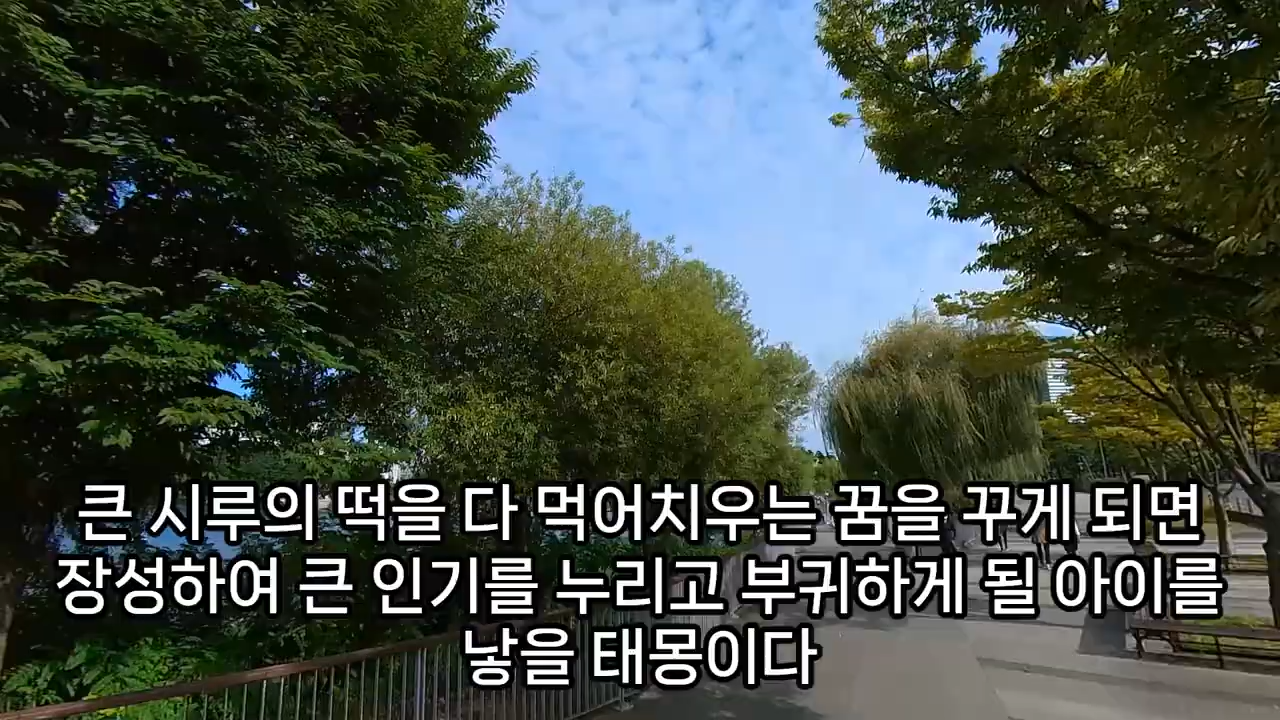 큰 시루의 떡을 다 먹어치우는 꿈을 꾸게 되면
장성하여 큰 인기를 누리고 부귀하게 될 아이를
낳을 태몽이다